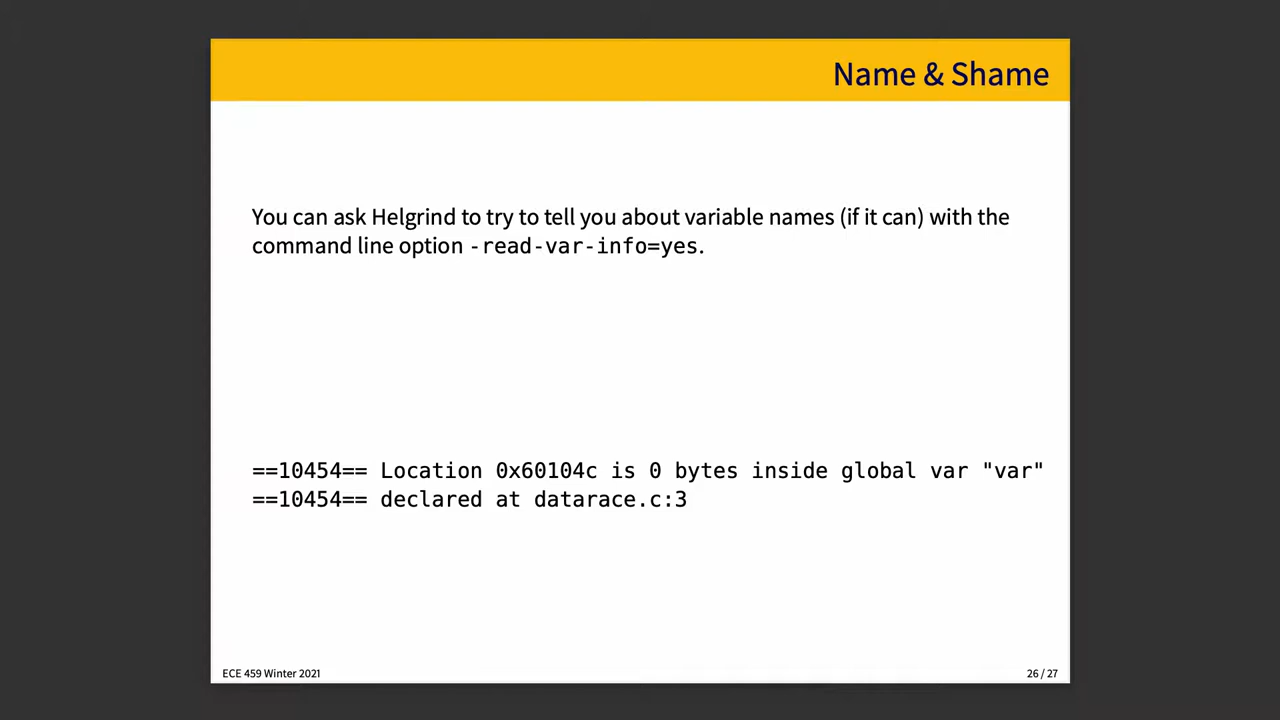 Name & Shame
You can ask Helgrind to try to tell you about variable names (if it can) with the
command line option -read-var-info=yes.
==10454== Location 0x60104c is 0 bytes inside global var "var"
==10454== declared at datarace.c:3
ECE 459 Winter 2021
26 / 27